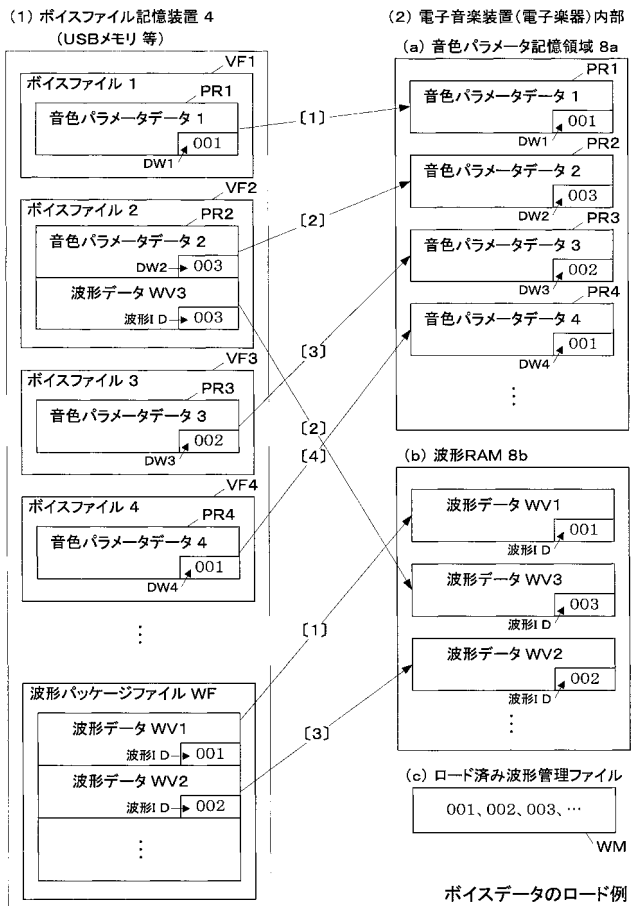 (1) ボイスファイル記憶装置 4
(USBメモリ 等)
VF1
ボイスファイル 1
PR1
音色パラメータデータ 1
001
DW1
VF2
ボイスファイル 2
PR2
音色パラメータデータ 2
DW2
003
波形データ WV3
波形ID
003
VF3
ボイスファイル 3
PR3
音色パラメータデータ 3
002
DW3
VF4
ボイスファイル 4
PR4
音色パラメータデータ 4
001
DW4
⋮
波形パッケージファイル WF
波形データ WV1
波形ID
001
波形データ WV2
波形ID
002
⋮
〔1〕
〔2〕
〔3〕
〔2〕
〔4〕
〔1〕
〔3〕
(2) 電子音楽装置(電子楽器)内部
(a) 音色パラメータ記憶領域 8a
PR1
音色パラメータデータ 1
001
DW1
PR2
音色パラメータデータ 2
003
DW2
PR3
音色パラメータデータ 3
002
DW3
PR4
音色パラメータデータ 4
001
DW4
⋮
(b) 波形RAM 8b
波形データ WV1
001
波形ID
波形データ WV3
003
波形ID
波形データ WV2
002
波形ID
⋮
(c) ロード済み波形管理ファイル
001、002、003、…
WM
ボイスデータのロード例